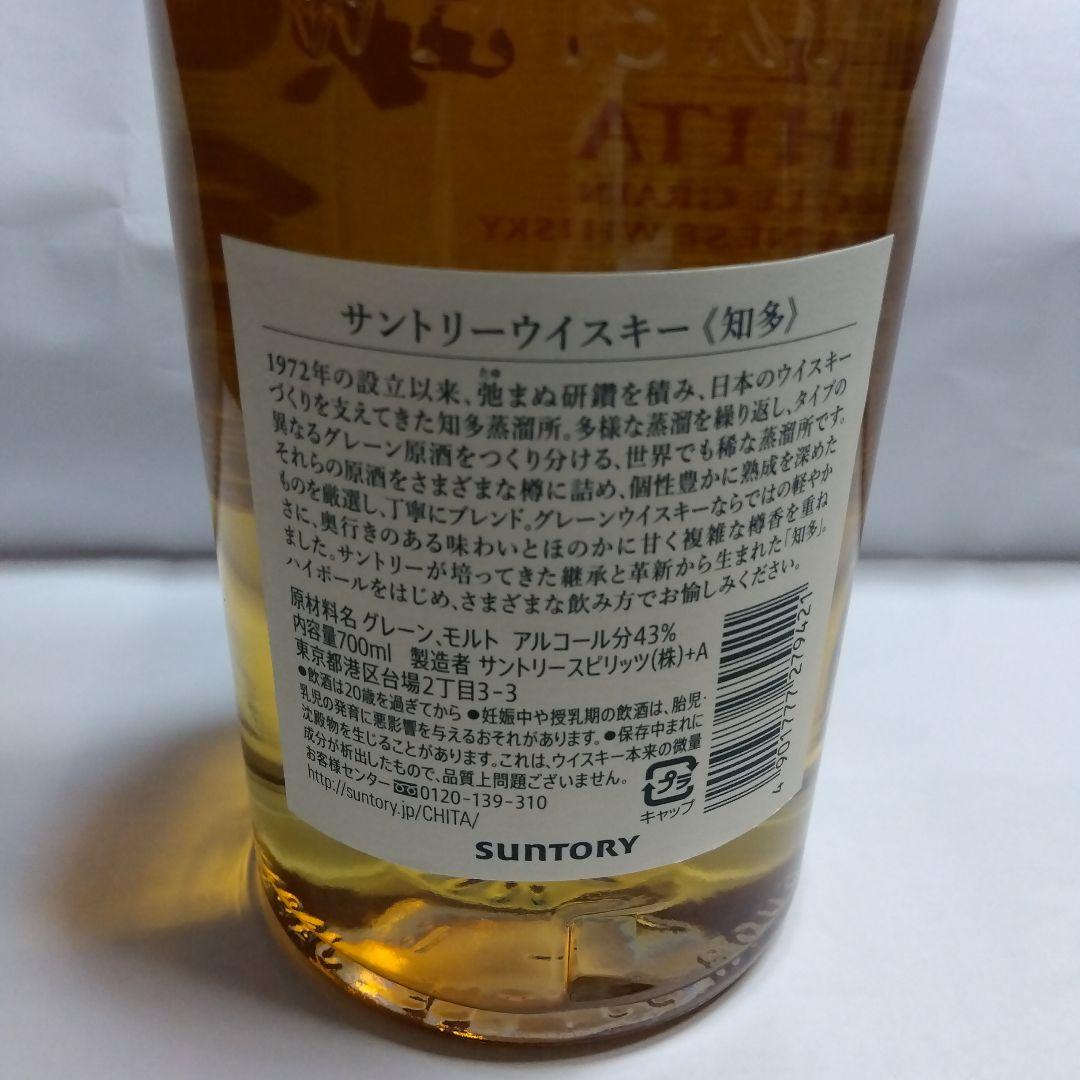 HITA
GRAIN
WHISKY
サントリーウイスキー《知多》
1972年の設立以来、弛まぬ研鑽を積み、日本のウイスキー
たゆ
づくりを支えてきた知多蒸溜所。多様な蒸溜を繰り返し、タイプの
異なるグレーン原酒をつくり分ける、世界でも稀な蒸溜所です。
それらの原酒をさまざまな樽に詰め、個性豊かに熟成を深めた
ものを厳選し、丁寧にブレンド。グレーンウイスキーならではの軽やか
さに、奥行きのある味わいとほのかに甘く複雑な樽香を重ね
ました。サントリーが培ってきた継承と革新から生まれた「知多」。
ハイボールをはじめ、さまざまな飲み方でお愉しみください。
原材料名 グレーン、モルト アルコール分43%
内容量700ml 製造者 サントリースピリッツ(株)+A
東京都港区台場2丁目3-3
●飲酒は20歳を過ぎてから ●妊娠中や授乳期の飲酒は、胎児・
乳児の発育に悪影響を与えるおそれがあります。●保存中まれに
沈殿物を生じることがあります。これは、ウイスキー本来の微量
成分が析出したもので、品質上問題ございません。
お客様センター 0120-139-310
http://suntory.jp/CHITA/
プラ
キャップ
4 901777 279421
SUNTORY